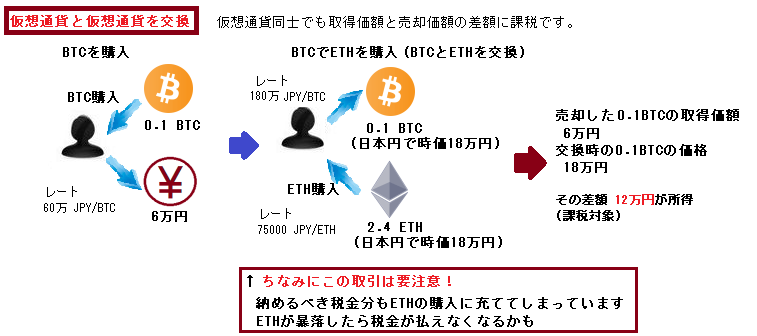 仮想通貨と仮想通貨を交換
仮想通貨同士でも取得価額と売却価額の差額に課税です。
BTCを購入
BTC購入
0.1 BTC
レート
60万 JPY/BTC
6万円
BTCでETHを購入（BTCとETHを交換）
レート
180万 JPY/BTC
0.1 BTC
（日本円で時価18万円）
ETH購入
レート
75000 JPY/ETH
2.4 ETH
（日本円で時価18万円）
売却した0.1BTCの取得価額
6万円
交換時の0.1BTCの価格
18万円
その差額 12万円が所得
（課税対象）
↑ ちなみにこの取引は要注意！
納めるべき税金分もETHの購入に充ててしまっています
ETHが暴落したら税金が払えなくなるかも